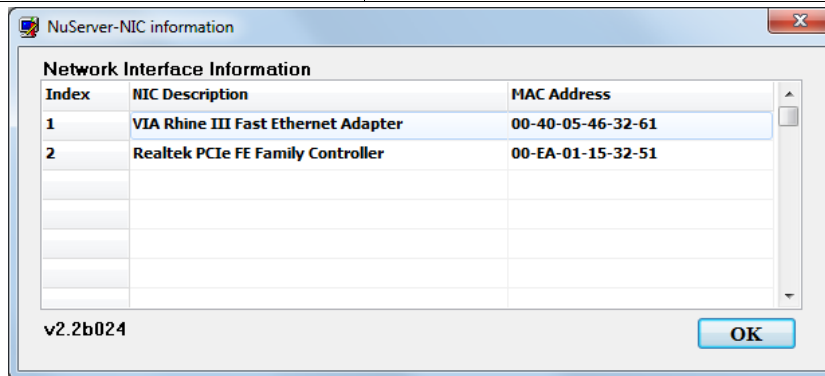 NuServer-NIC information
Network Interface Information
Index NIC Description MAC Address
1 VIA Rhine III Fast Ethernet Adapter 00-40-05-46-32-61
2 Realtek PCIe FE Family Controller 00-EA-01-15-32-51
v2.2b024
OK